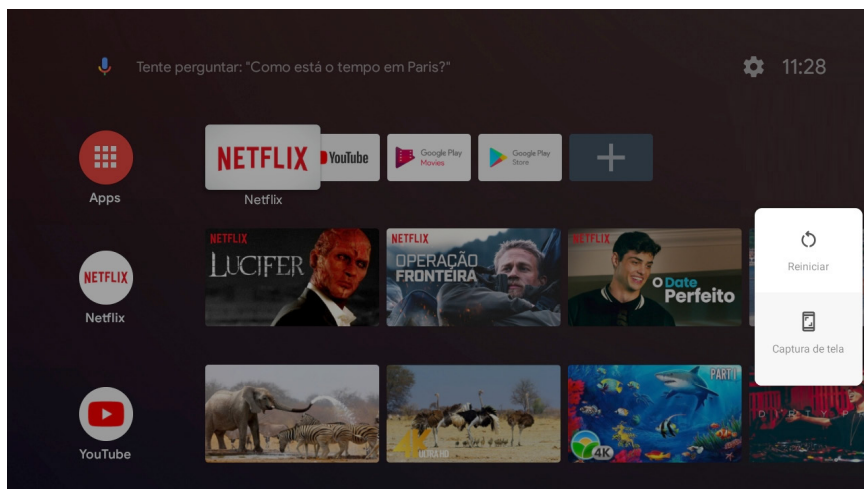 Tente perguntar: "Como está o tempo em Paris?"
11:28
Apps
NETFLIX
YouTube
Google Play
Movies
Google Play
Store
Netflix
NETFLIX
Netflix
NETFLIX
LUCIFER
NETFLIX
OPERAÇÃO
FRONTEIRA
NETFLIX
O Date
Perfeito
Reiniciar
Captura de tela
YouTube
4K
ULTRA HD
PART 1
4K
DIRTY